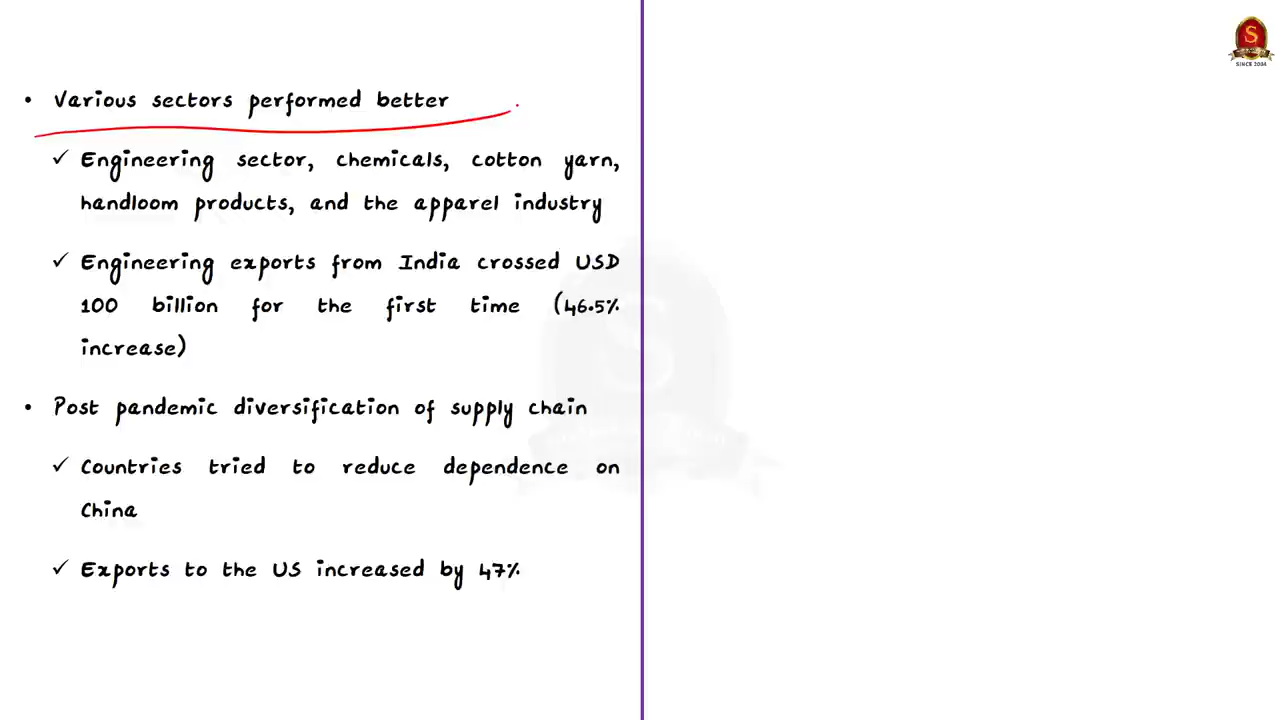 • Various sectors performed better
✓ Engineering sector, chemicals, cotton yarn,
handloom products, and the apparel industry
✓ Engineering exports from India crossed USD
100 billion for the first time (46.5%
increase)
• Post pandemic diversification of supply chain
✓ Countries tried to reduce dependence on
China
✓ Exports to the US increased by 47%
S
SINCE 2004